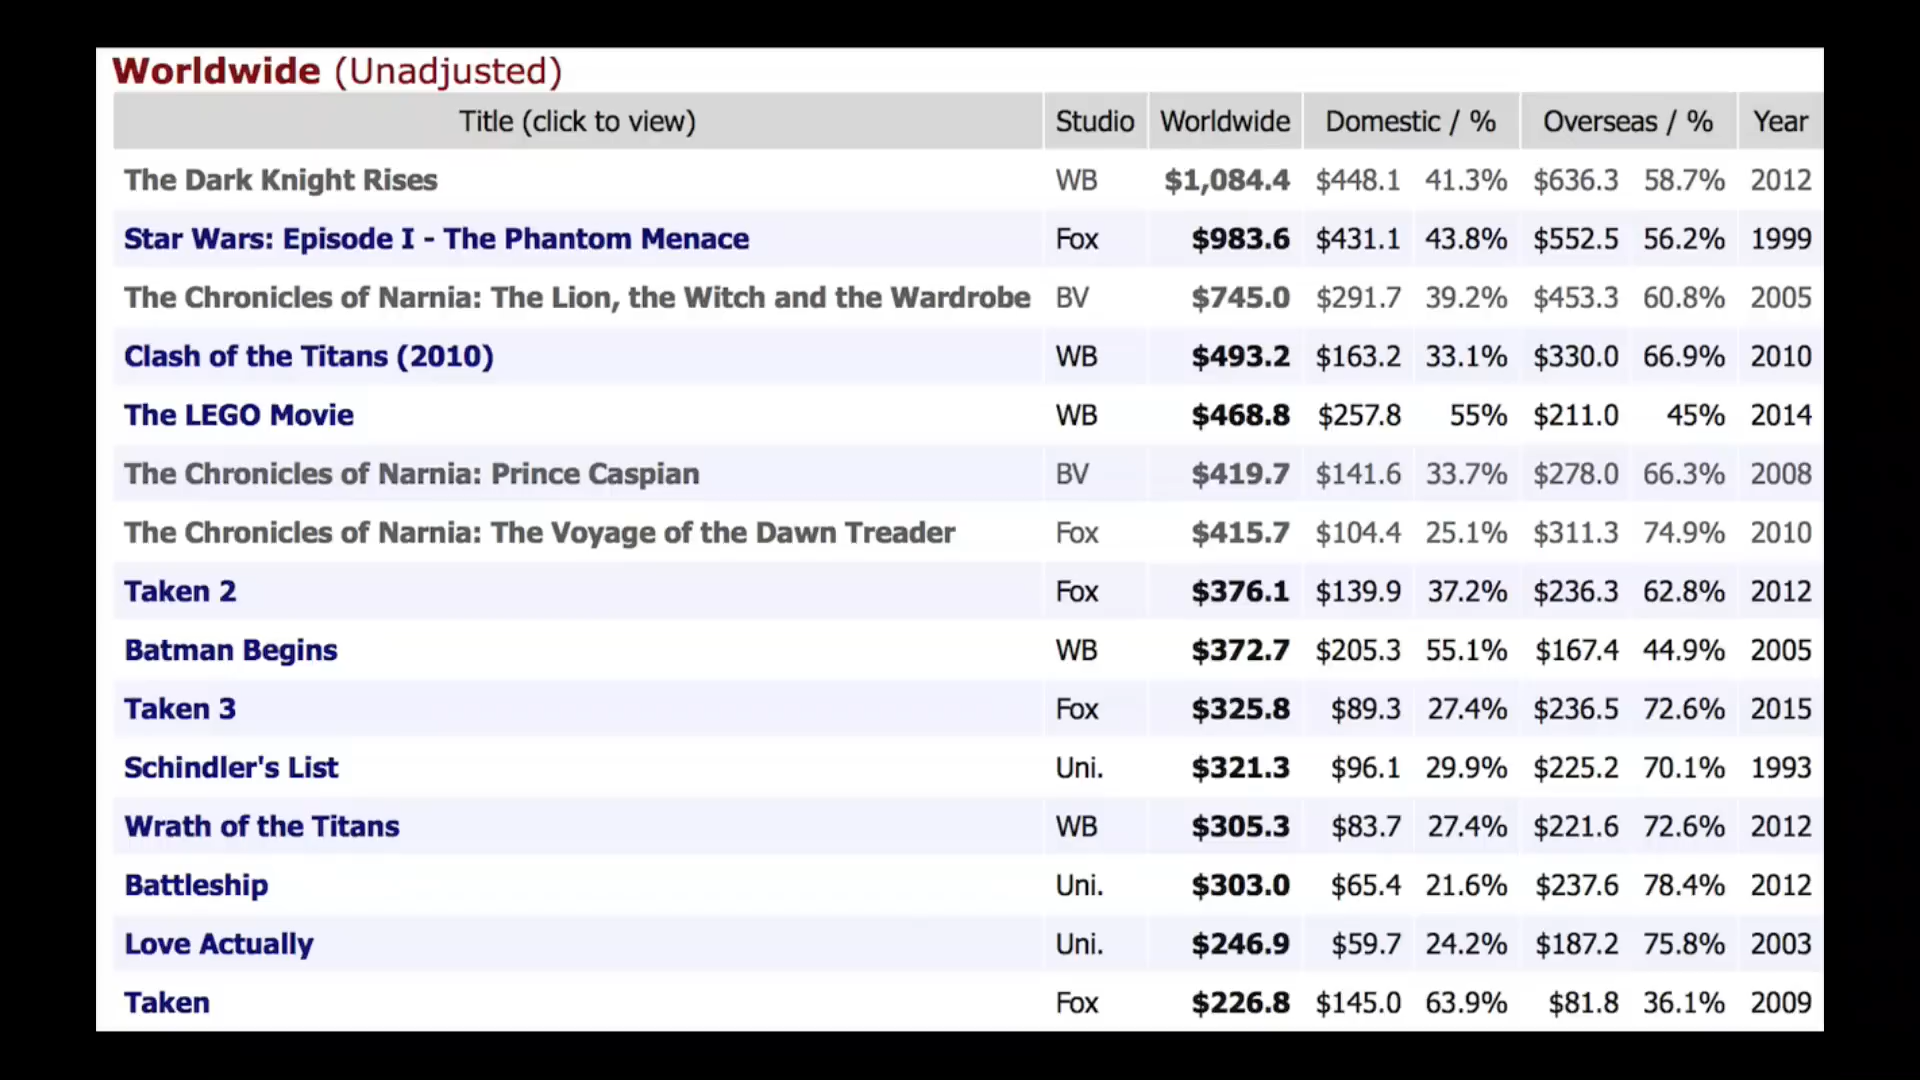 Worldwide (Unadjusted)
Title (click to view) Studio Worldwide Domestic / % Overseas / % Year
The Dark Knight Rises WB $1,084.4 $448.1 41.3% $636.3 58.7% 2012
Star Wars: Episode I - The Phantom Menace Fox $983.6 $431.1 43.8% $552.5 56.2% 1999
The Chronicles of Narnia: The Lion, the Witch and the Wardrobe BV $745.0 $291.7 39.2% $453.3 60.8% 2005
Clash of the Titans (2010) WB $493.2 $163.2 33.1% $330.0 66.9% 2010
The LEGO Movie WB $468.8 $257.8 55% $211.0 45% 2014
The Chronicles of Narnia: Prince Caspian BV $419.7 $141.6 33.7% $278.0 66.3% 2008
The Chronicles of Narnia: The Voyage of the Dawn Treader Fox $415.7 $104.4 25.1% $311.3 74.9% 2010
Taken 2 Fox $376.1 $139.9 37.2% $236.3 62.8% 2012
Batman Begins WB $372.7 $205.3 55.1% $167.4 44.9% 2005
Taken 3 Fox $325.8 $89.3 27.4% $236.5 72.6% 2015
Schindler's List Uni. $321.3 $96.1 29.9% $225.2 70.1% 1993
Wrath of the Titans WB $305.3 $83.7 27.4% $221.6 72.6% 2012
Battleship Uni. $303.0 $65.4 21.6% $237.6 78.4% 2012
Love Actually Uni. $246.9 $59.7 24.2% $187.2 75.8% 2003
Taken Fox $226.8 $145.0 63.9% $81.8 36.1% 2009